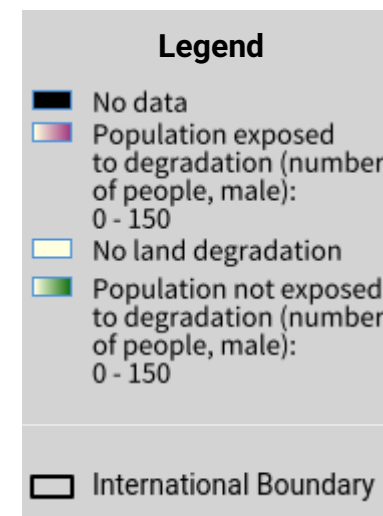 Legend
No data
Population exposed
to degradation (number
of people, male):
0 - 150
No land degradation
Population not exposed
to degradation (number
of people, male):
0 - 150
International Boundary